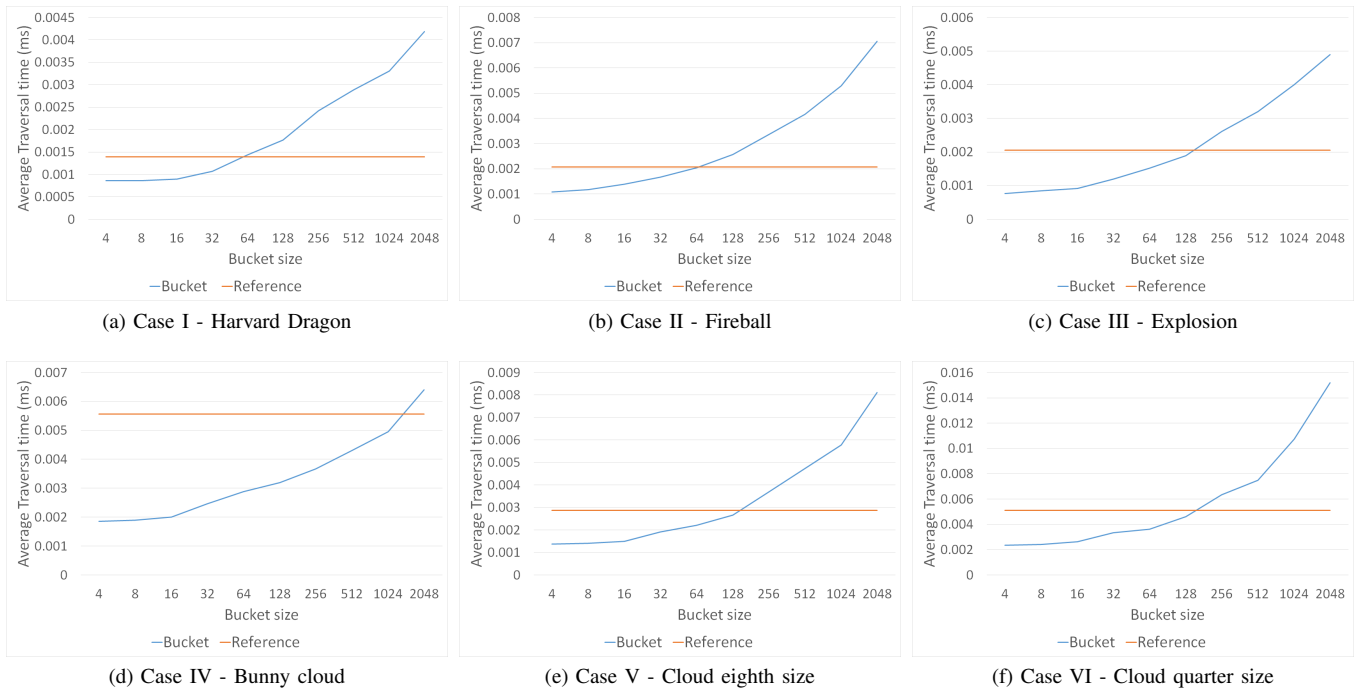 Average Traversal time (ms)
0.0045
0.004
0.0035
0.003
0.0025
0.002
0.0015
0.001
0.0005
0
4 8 16 32 64 128 256 512 1024 2048
Bucket size
Bucket Reference
(a) Case I - Harvard Dragon
Average Traversal time (ms)
0.008
0.007
0.006
0.005
0.004
0.003
0.002
0.001
0
4 8 16 32 64 128 256 512 1024 2048
Bucket size
Bucket Reference
(b) Case II - Fireball
Average Traversal time (ms)
0.006
0.005
0.004
0.003
0.002
0.001
0
4 8 16 32 64 128 256 512 1024 2048
Bucket size
Bucket Reference
(c) Case III - Explosion
Average Traversal time (ms)
0.007
0.006
0.005
0.004
0.003
0.002
0.001
0
4 8 16 32 64 128 256 512 1024 2048
Bucket size
Bucket Reference
(d) Case IV - Bunny cloud
Average Traversal time (ms)
0.009
0.008
0.007
0.006
0.005
0.004
0.003
0.002
0.001
0
4 8 16 32 64 128 256 512 1024 2048
Bucket size
Bucket Reference
(e) Case V - Cloud eighth size
Average Traversal time (ms)
0.016
0.014
0.012
0.01
0.008
0.006
0.004
0.002
0
4 8 16 32 64 128 256 512 1024 2048
Bucket size
Bucket Reference
(f) Case VI - Cloud quarter size